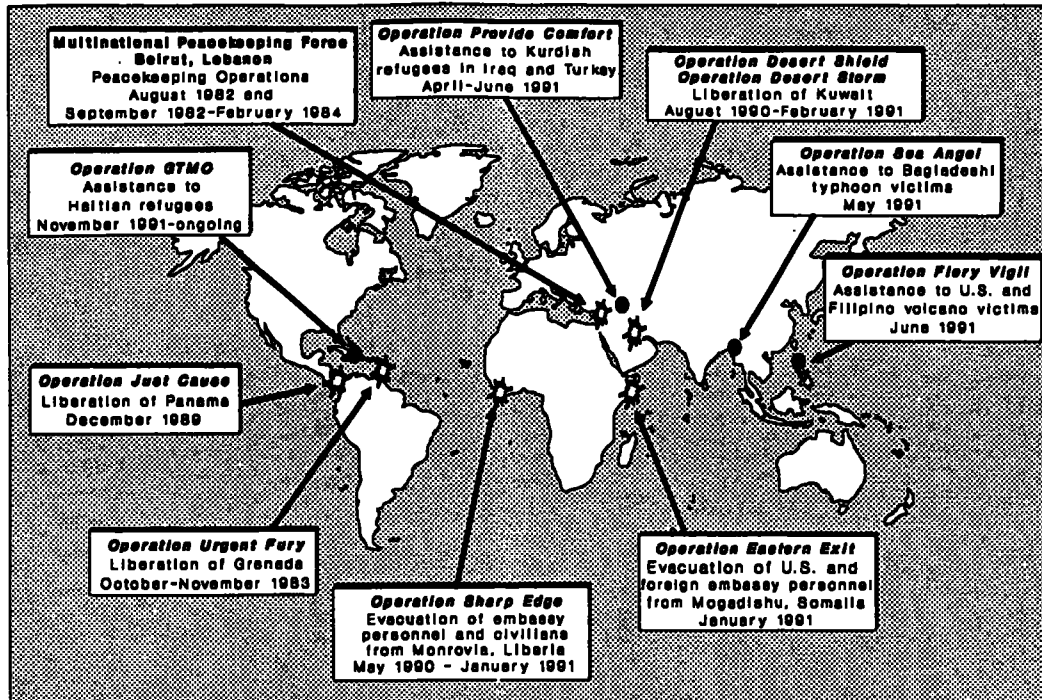 Multinational Peacekeeping Force
Beirut, Lebanon
Peacekeeping Operations
August 1982 and
September 1982-February 1984
Operation Provide Comfort
Assistance to Kurdish
refugees in Iraq and Turkey
April-June 1991
Operation Desert Shield
Operation Desert Storm
Liberation of Kuwait
August 1990-February 1991
Operation GTMO
Assistance to
Haitian refugees
November 1991-ongoing
Operation Sea Angel
Assistance to Bagladeshi
typhoon victims
May 1991
Operation Fiery Vigil
Assistance to U.S. and
Filipino volcano victims
June 1991
Operation Just Cause
Liberation of Panama
December 1989
Operation Urgent Fury
Liberation of Grenada
October-November 1983
Operation Sharp Edge
Evacuation of embassy
personnel and civilians
from Monrovia, Liberia
May 1990 - January 1991
Operation Eastern Exit
Evacuation of U.S. and
foreign embassy personnel
from Mogadishu, Somalia
January 1991